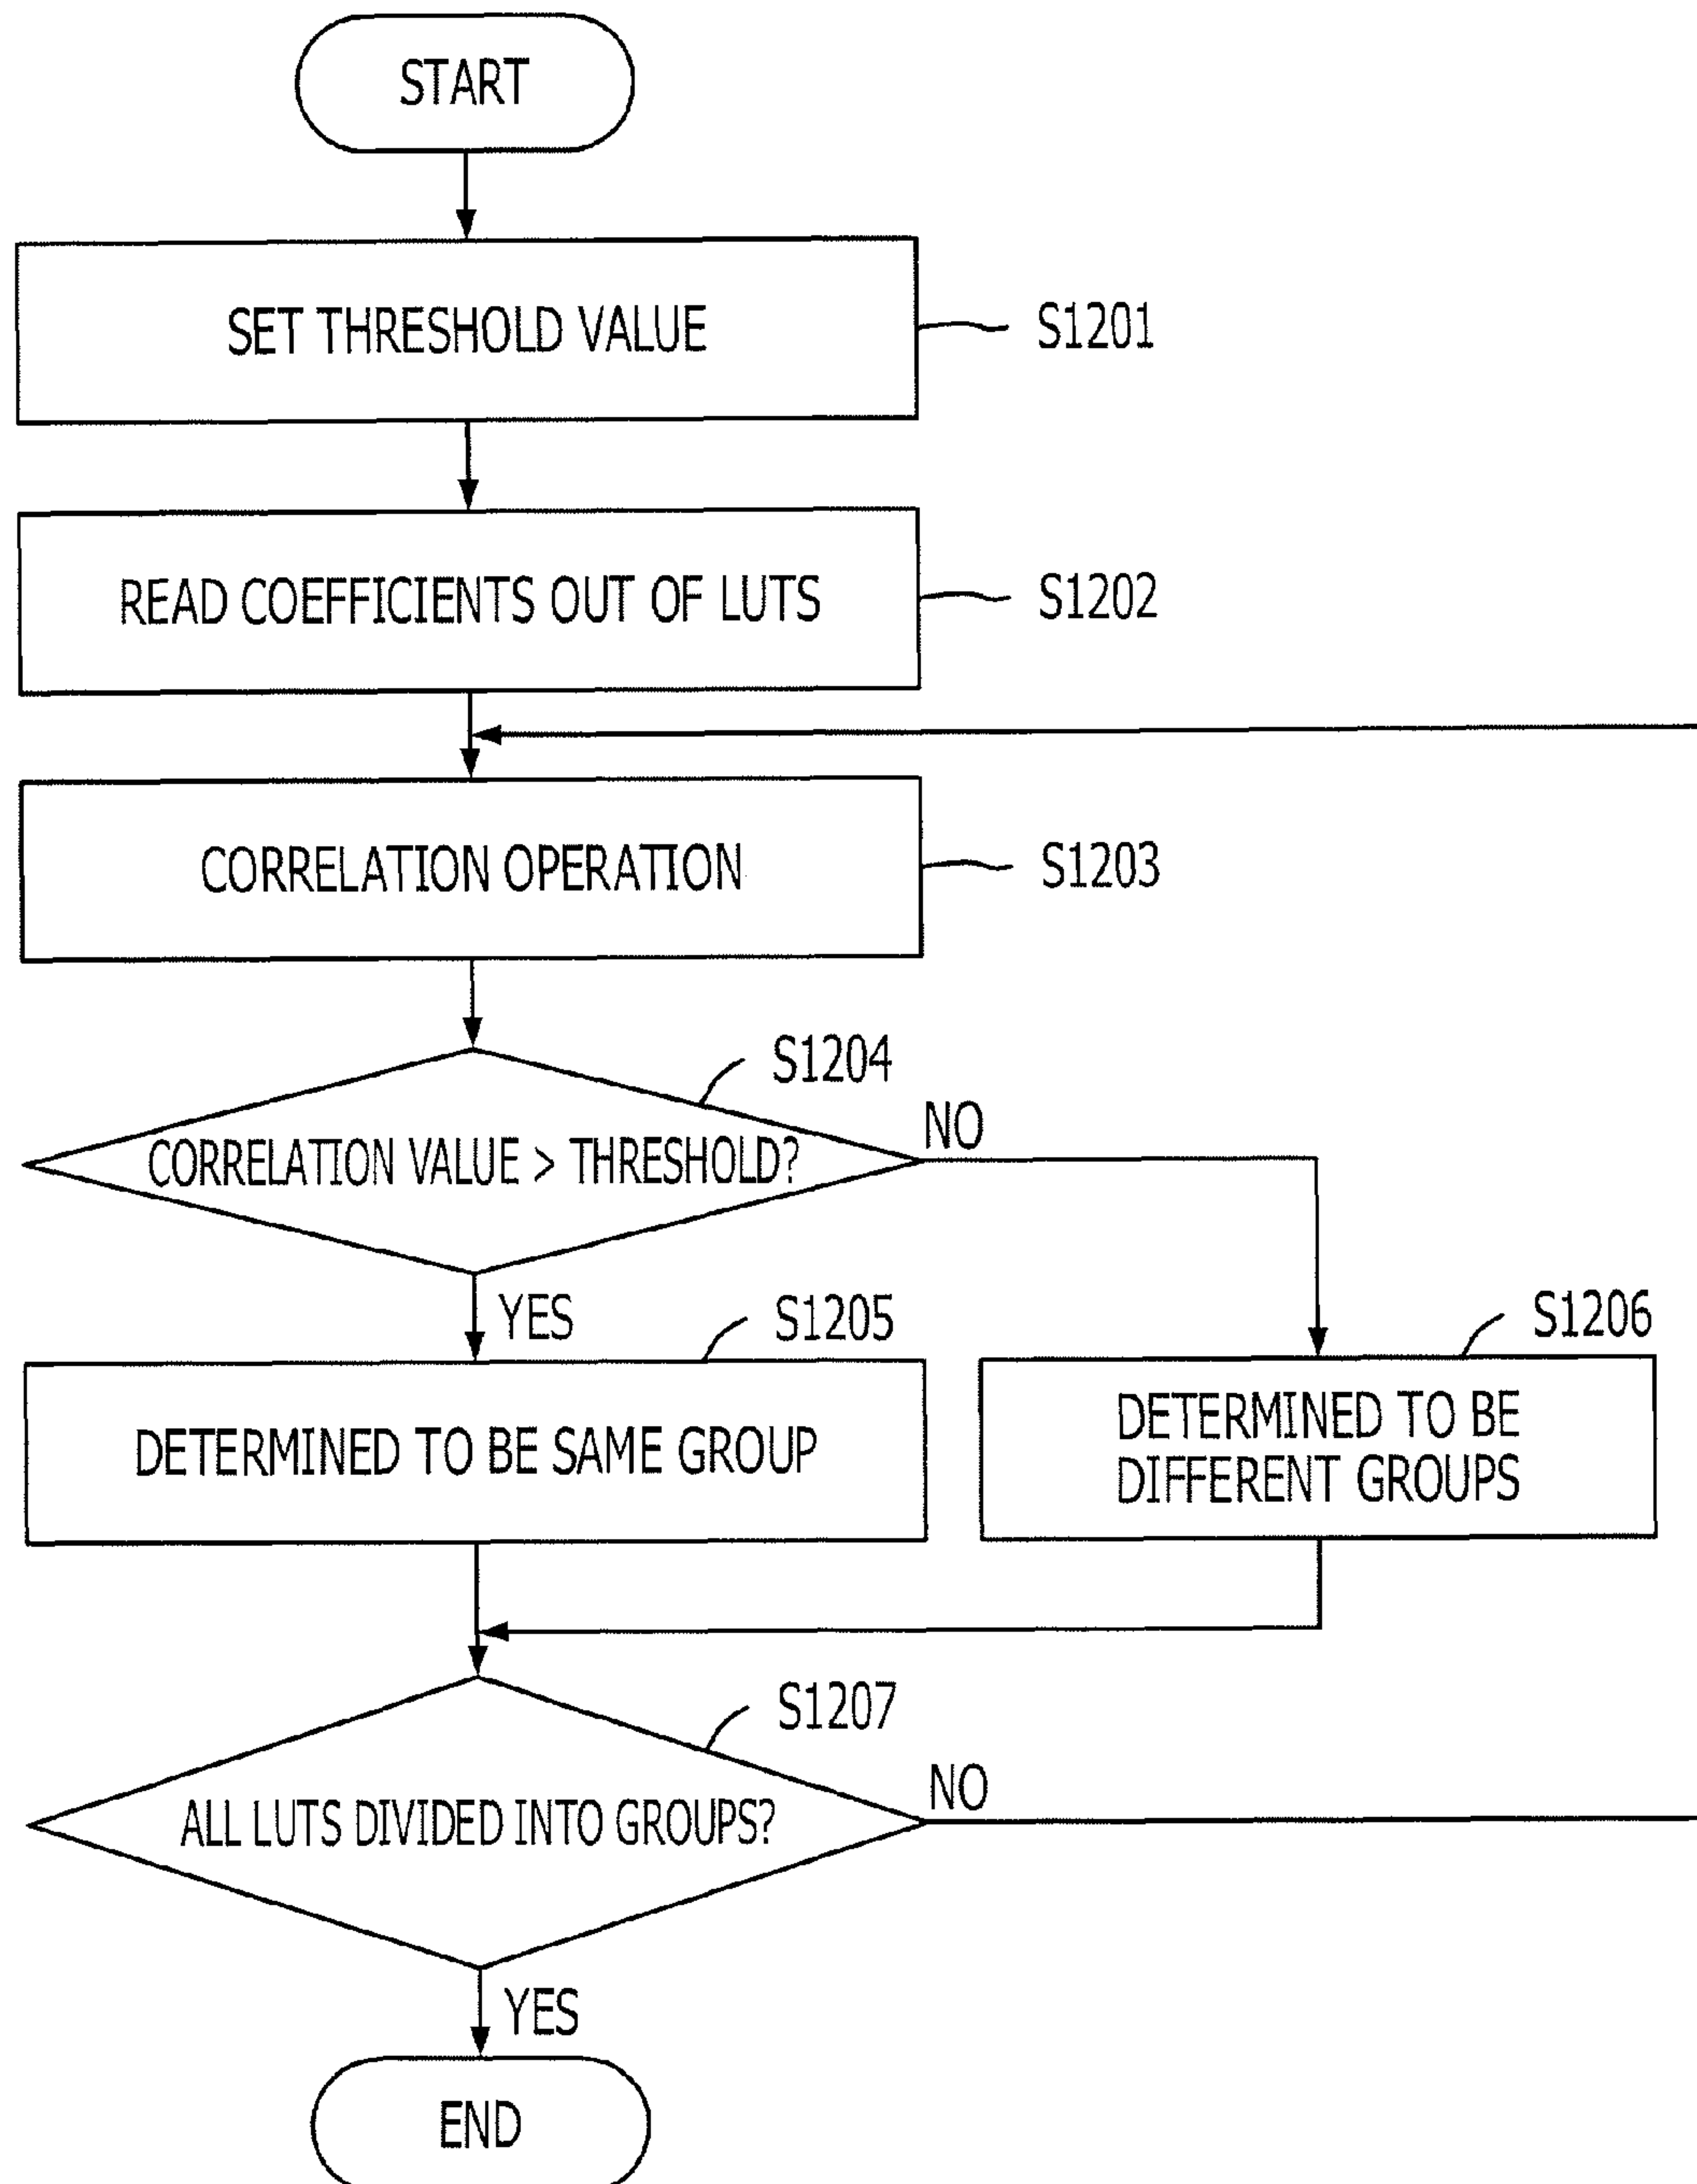 START
SET THRESHOLD VALUE
S1201
READ COEFFICIENTS OUT OF LUTS
S1202
CORRELATION OPERATION
S1203
S1204
CORRELATION VALUE > THRESHOLD?
NO
YES
S1205
S1206
DETERMINED TO BE SAME GROUP
DETERMINED TO BE
DIFFERENT GROUPS
S1207
ALL LUTS DIVIDED INTO GROUPS?
NO
YES
END